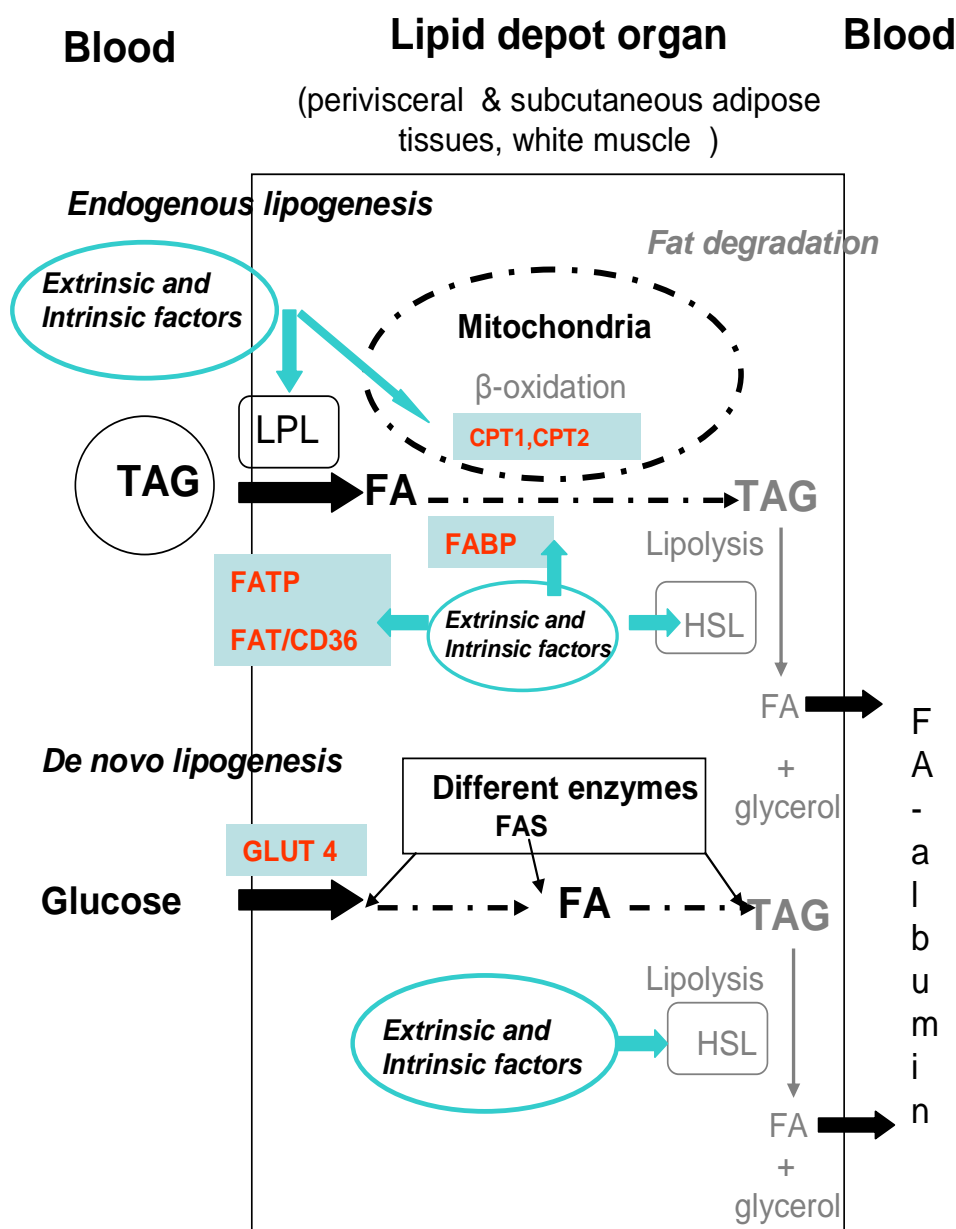 Blood
Lipid depot organ
Blood
(perivisceral & subcutaneous adipose
tissues, white muscle )
Endogenous lipogenesis
Fat degradation
Extrinsic and
Intrinsic factors
Mitochondria
β-oxidation
CPT1,CPT2
LPL
TAG
FA
TAG
FABP
Lipolysis
FATP
FAT/CD36
Extrinsic and
Intrinsic factors
HSL
FA
+
glycerol
FA-albumin
De novo lipogenesis
Different enzymes
FAS
GLUT 4
Glucose
FA
TAG
Lipolysis
Extrinsic and
Intrinsic factors
HSL
FA
+
glycerol